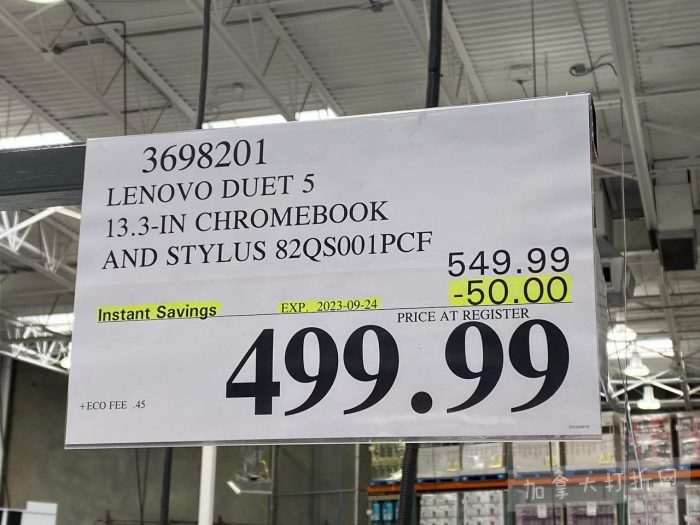 3698201
LENOVO DUET 5
13.3-IN CHROMEBOOK
AND STYLUS 82QS001PCF
549.99
-50.00
Instant Savings EXP. 2023-09-24
PRICE AT REGISTER
499.99
+ECO FEE .45
加拿大打折网